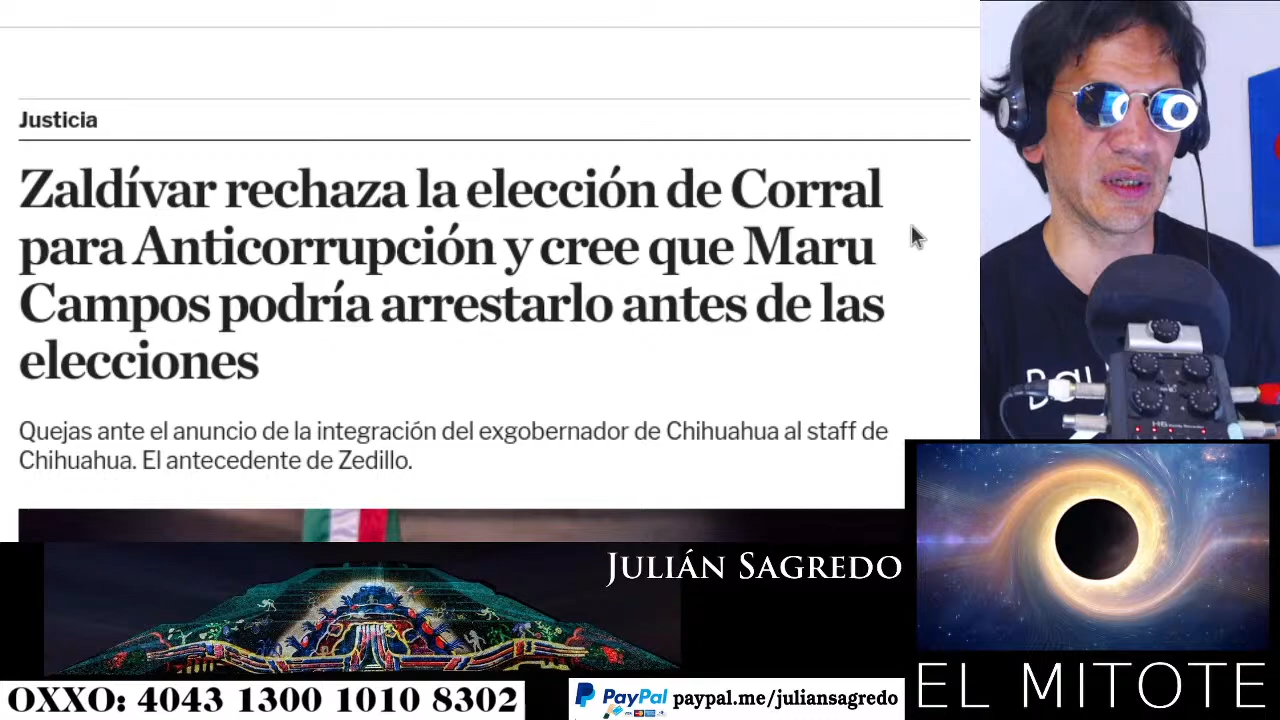 Justicia
Zaldívar rechaza la elección de Corral
para Anticorrupción y cree que Maru
Campos podría arrestarlo antes de las
elecciones
Quejas ante el anuncio de la integración del exgobernador de Chihuahua al staff de
Chihuahua. El antecedente de Zedillo.
JULIÁN SAGREDO
EL MITOTE
OXXO: 4043 1300 1010 8302
PayPal paypal.me/juliansagredo